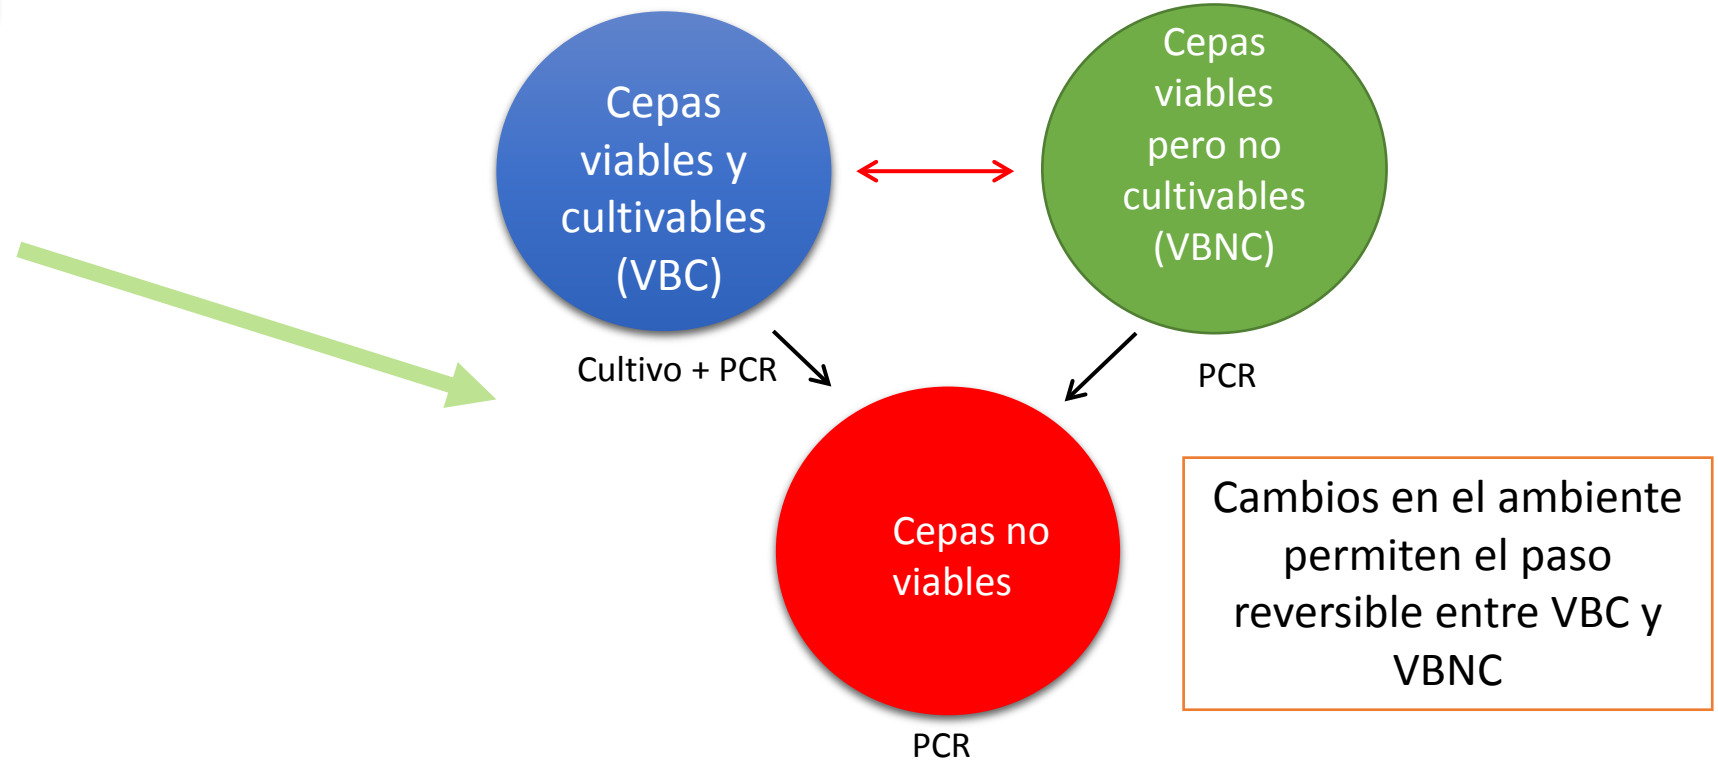 Cepas
viables y
cultivables
(VBC)
Cepas
viables
pero no
cultivables
(VBNC)
Cultivo + PCR
PCR
Cepas no
viables
PCR
Cambios en el ambiente
permiten el paso
reversible entre VBC y
VBNC